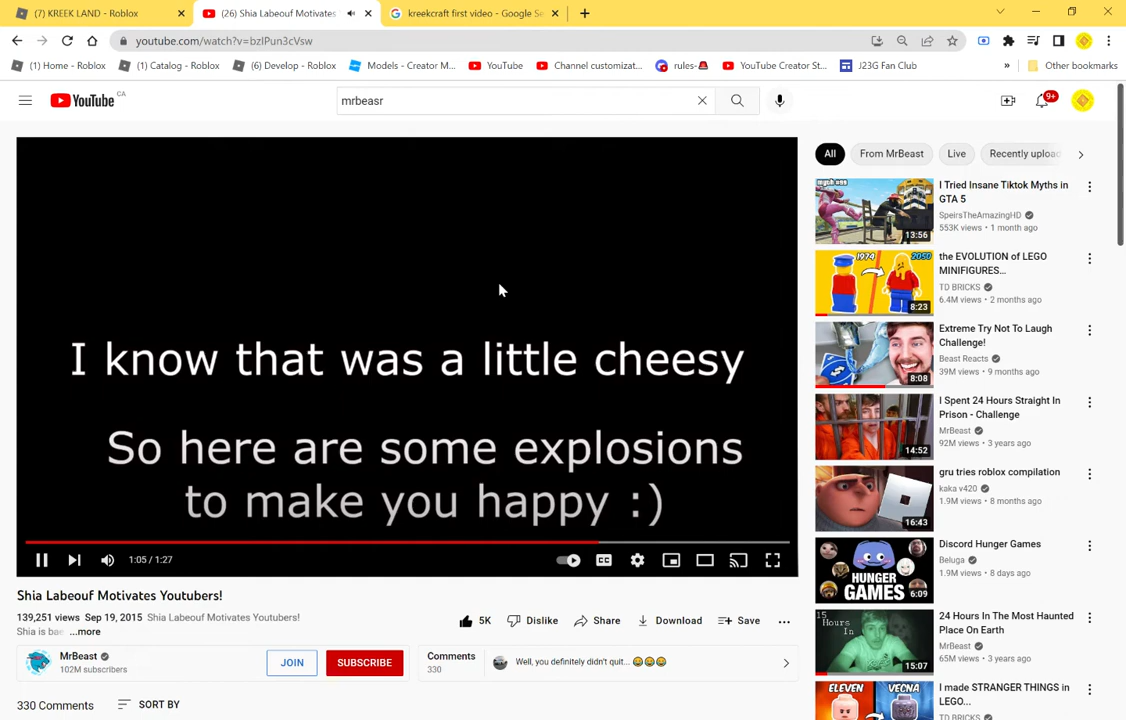 (7) KREEK LAND - Roblox
(26) Shia Labeouf Motivates
kreekcraft first video - Google Se
youtube.com/watch?v=bzlPun3cVsw
(1) Home - Roblox
(1) Catalog - Roblox
(6) Develop - Roblox
Models - Creator M...
YouTube
Channel customizat...
rules-🚨
YouTube Creator St...
J23G Fan Club
»
Other bookmarks
YouTube CA
mrbeasr
9+
I know that was a little cheesy
So here are some explosions
to make you happy :)
1:05 / 1:27
Shia Labeouf Motivates Youtubers!
139,251 views Sep 19, 2015 Shia Labeouf Motivates Youtubers!
Shia is bae ...more
5K
Dislike
Share
Download
Save
MrBeast
102M subscribers
JOIN
SUBSCRIBE
Comments
330
Well, you definitely didn't quit... 😂😂😂
330 Comments
SORT BY
All
From MrBeast
Live
Recently uploa
myth ass
13:56
I Tried Insane Tiktok Myths in
GTA 5
SpeirsTheAmazingHD
553K views • 1 month ago
1974
2050
8:23
the EVOLUTION of LEGO
MINIFIGURES...
TD BRICKS
6.4M views • 2 months ago
8:08
Extreme Try Not To Laugh
Challenge!
Beast Reacts
39M views • 9 months ago
14:52
I Spent 24 Hours Straight In
Prison - Challenge
MrBeast
92M views • 3 years ago
16:43
gru tries roblox compilation
kaka v420
1.9M views • 8 months ago
HUNGER
GAMES
6:09
Discord Hunger Games
Beluga
1.9M views • 8 days ago
15
Hours
In
15:07
24 Hours In The Most Haunted
Place On Earth
MrBeast
65M views • 3 years ago
ELEVEN
VECNA
I made STRANGER THINGS in
LEGO...
TD BRICKS